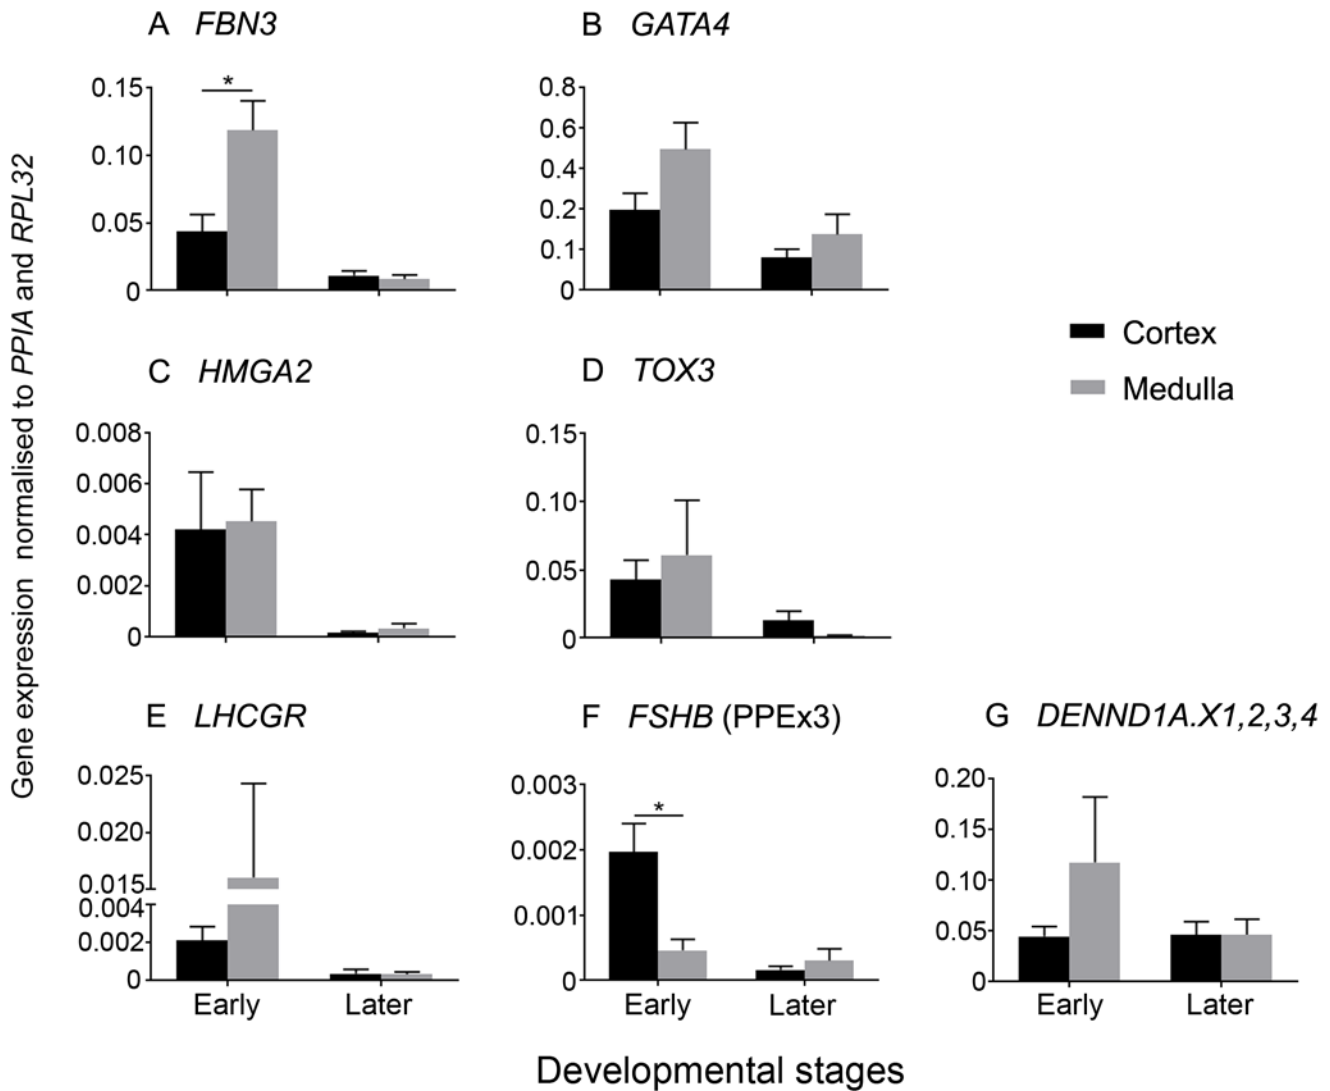 A FBN3
B GATA4
0.15
0.10
0.05
0
*
0.8
0.6
0.4
0.2
0.1
0
Gene expression normalised to PPIA and RPL32
Cortex
Medulla
C HMGA2
D TOX3
0.008
0.006
0.004
0.002
0
0.15
0.10
0.05
0
E LHCGR
F FSHB (PPEx3)
G DENND1A.X1,2,3,4
0.025
0.020
0.015
0.004
0.002
0
Early
Later
0.003
0.002
0.001
0
*
Early
Later
0.20
0.15
0.10
0.05
0
Early
Later
Developmental stages